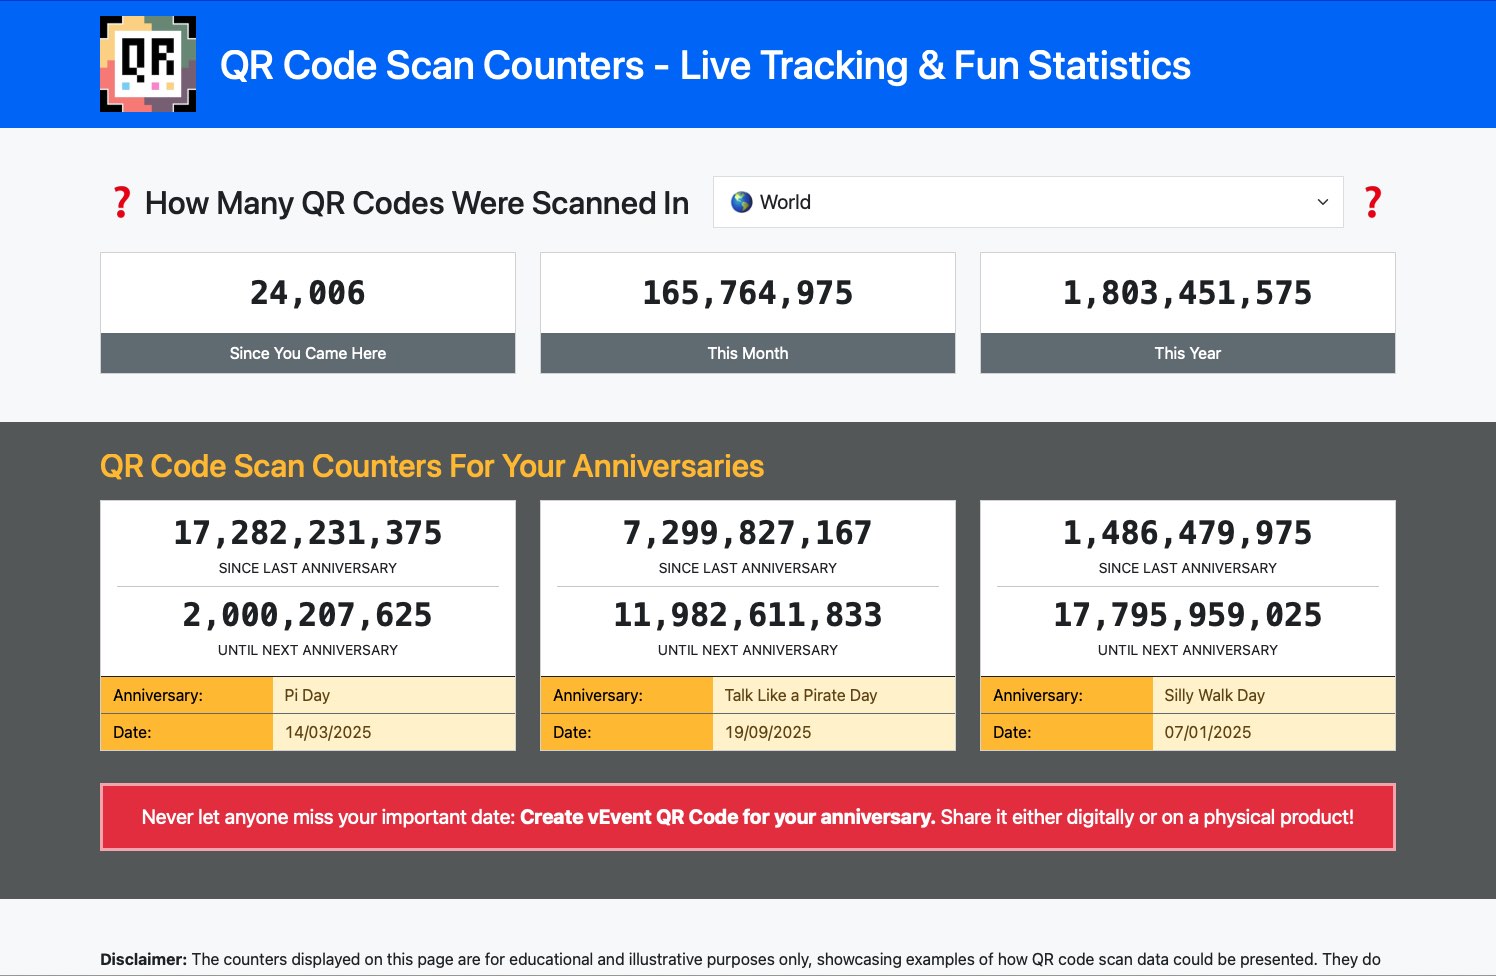 QR
QR Code Scan Counters - Live Tracking & Fun Statistics
❓ How Many QR Codes Were Scanned In 🌎 World ❓
24,006
Since You Came Here
165,764,975
This Month
1,803,451,575
This Year
QR Code Scan Counters For Your Anniversaries
17,282,231,375
SINCE LAST ANNIVERSARY
2,000,207,625
UNTIL NEXT ANNIVERSARY
Anniversary: Pi Day
Date: 14/03/2025
7,299,827,167
SINCE LAST ANNIVERSARY
11,982,611,833
UNTIL NEXT ANNIVERSARY
Anniversary: Talk Like a Pirate Day
Date: 19/09/2025
1,486,479,975
SINCE LAST ANNIVERSARY
17,795,959,025
UNTIL NEXT ANNIVERSARY
Anniversary: Silly Walk Day
Date: 07/01/2025
Never let anyone miss your important date: Create vEvent QR Code for your anniversary. Share it either digitally or on a physical product!
Disclaimer: The counters displayed on this page are for educational and illustrative purposes only, showcasing examples of how QR code scan data could be presented. They do